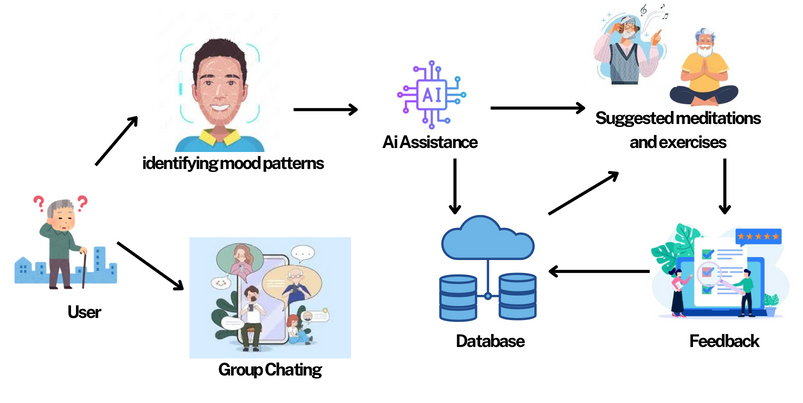 identifying mood patterns
AI
Ai Assistance
Suggested meditations
and exercises
? ?
User
Group Chating
Database
Feedback